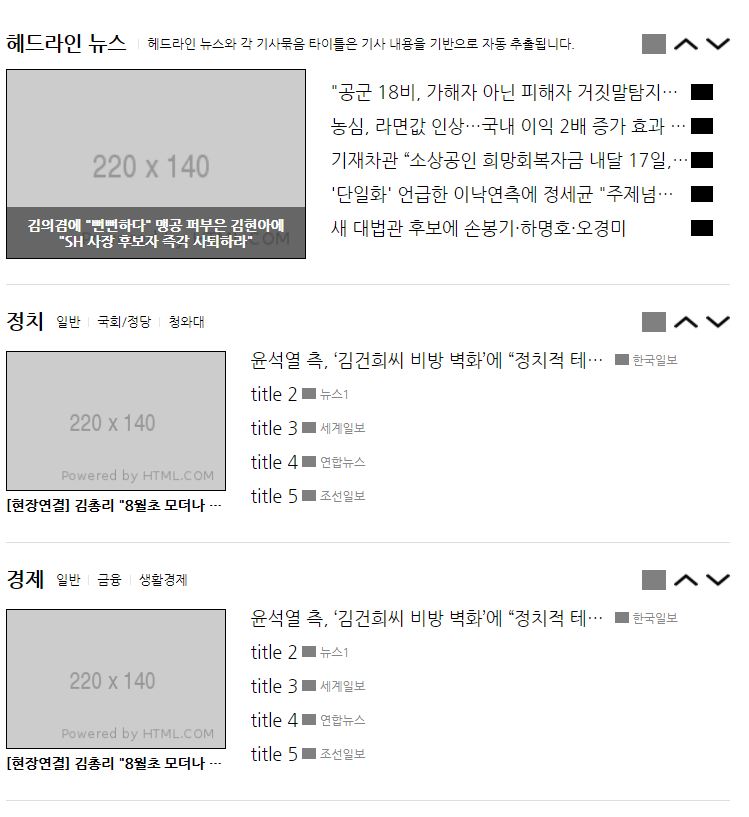 헤드라인 뉴스 헤드라인 뉴스와 각 기사묶음 타이틀은 기사 내용을 기반으로 자동 추출됩니다.
220 x 140
김의겸에 "뻔뻔하다" 맹공 퍼부은 김현아에
"SH 사장 후보자 즉각 사퇴하라"
"공군 18비, 가해자 아닌 피해자 거짓말탐지…
농심, 라면값 인상…국내 이익 2배 증가 효과 …
기재차관 “소상공인 희망회복자금 내달 17일,…
'단일화' 언급한 이낙연측에 정세균 "주제넘…
새 대법관 후보에 손봉기·하명호·오경미
정치 일반 국회/정당 청와대
220 x 140
Powered by HTML.COM
[현장연결] 김총리 "8월초 모더나 …
윤석열 측, ‘김건희씨 비방 벽화’에 “정치적 테… 한국일보
title 2 뉴스1
title 3 세계일보
title 4 연합뉴스
title 5 조선일보
경제 일반 금융 생활경제
220 x 140
Powered by HTML.COM
[현장연결] 김총리 "8월초 모더나 …
윤석열 측, ‘김건희씨 비방 벽화’에 “정치적 테… 한국일보
title 2 뉴스1
title 3 세계일보
title 4 연합뉴스
title 5 조선일보